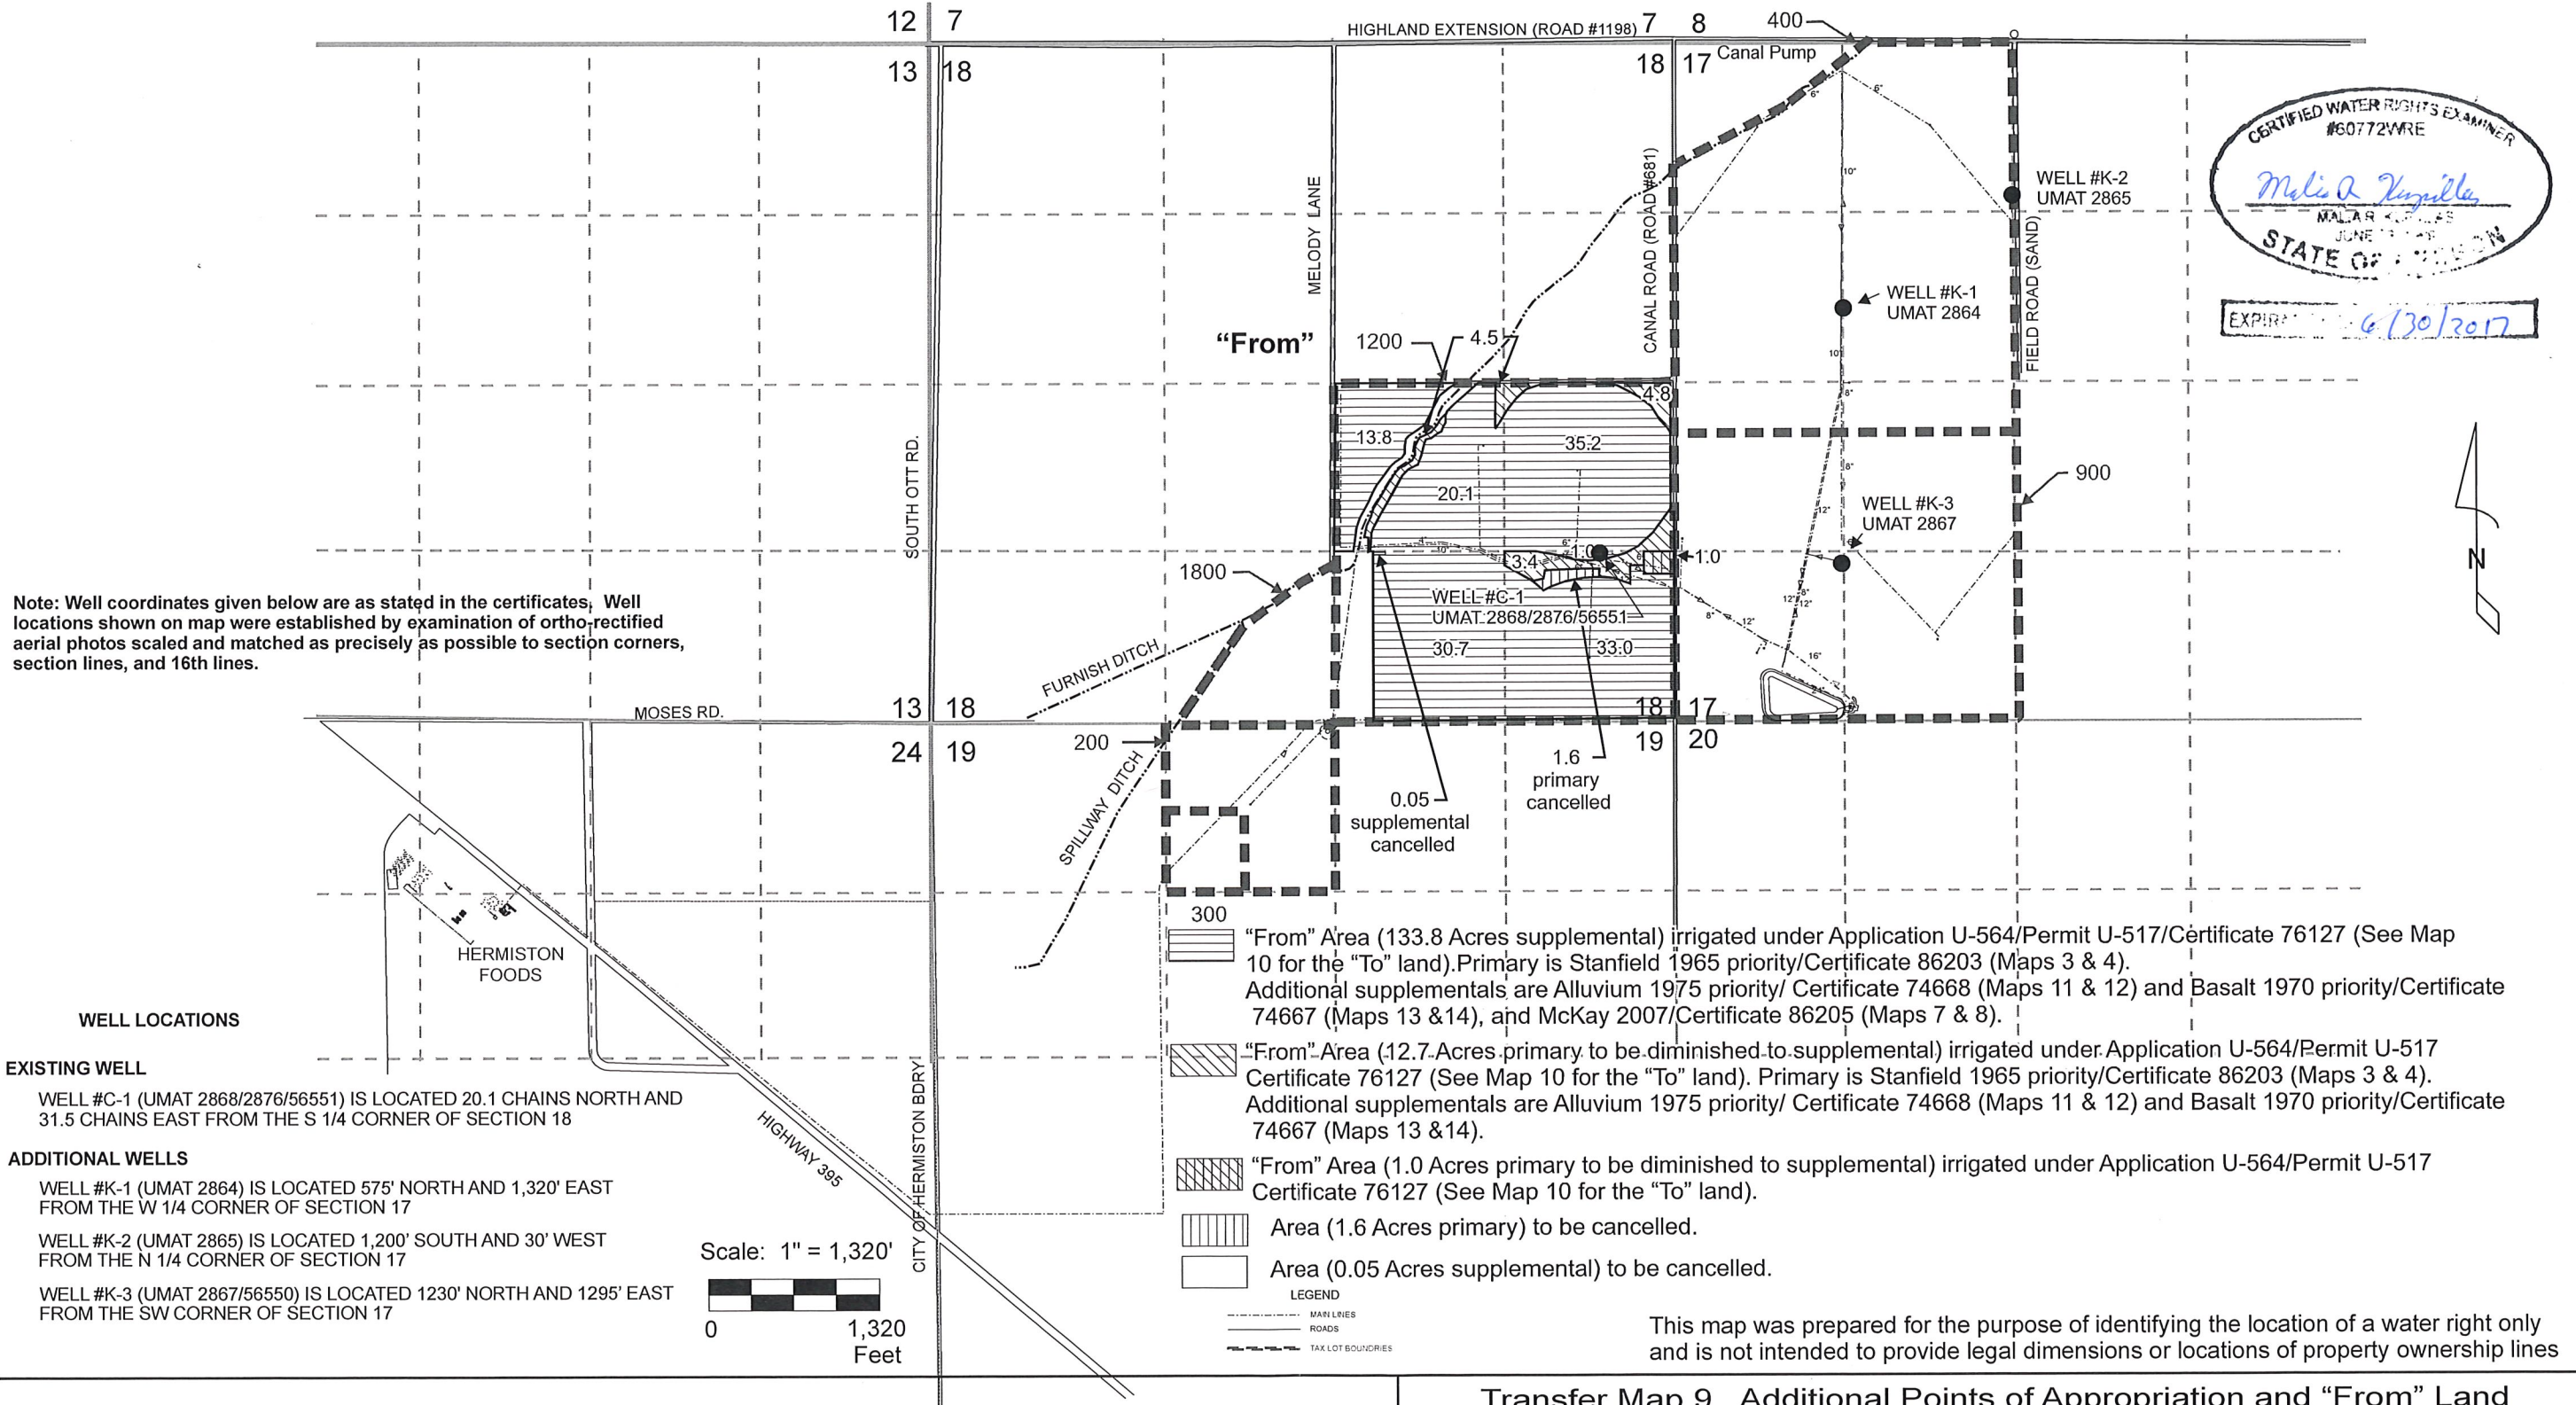 12 7
HIGHLAND EXTENSION (ROAD #1198) 7 8
400
13 18
18 17 Canal Pump
6"
6"
CERTIFIED WATER RIGHTS EXAMINER
#60772WRE
STATE OF
JUNE
EXPIR
6/30/2017
10"
WELL #K-2
UMAT 2865
MELODY LANE
CANAL ROAD (ROAD #681)
FIELD ROAD (SAND)
WELL #K-1
UMAT 2864
"From"
1200
4.5
10"
4.8
8"
13.8
35.2
SOUTH OTT RD.
8"
900
20.1
WELL #K-3
UMAT 2867
12"
N
4"
10"
6"
1.0
3.4
1.0
1800
Note: Well coordinates given below are as stated in the certificates. Well
locations shown on map were established by examination of ortho-rectified
aerial photos scaled and matched as precisely as possible to section corners,
section lines, and 16th lines.
WELL #C-1
UMAT 2868/2876/56551
12"
8"
12"
8"
12"
30.7
33.0
16"
FURNISH DITCH
24"
MOSES RD.
13 18
18 17
24 19
200
19 20
SPILLWAY DITCH
1.6
primary
cancelled
0.05
supplemental
cancelled
300
HERMISTON
FOODS
"From" Area (133.8 Acres supplemental) irrigated under Application U-564/Permit U-517/Certificate 76127 (See Map
10 for the "To" land).Primary is Stanfield 1965 priority/Certificate 86203 (Maps 3 & 4).
Additional supplementals are Alluvium 1975 priority/ Certificate 74668 (Maps 11 & 12) and Basalt 1970 priority/Certificate
74667 (Maps 13 &14), and McKay 2007/Certificate 86205 (Maps 7 & 8).
"From" Area (12.7 Acres primary to be diminished to supplemental) irrigated under Application U-564/Permit U-517
Certificate 76127 (See Map 10 for the "To" land). Primary is Stanfield 1965 priority/Certificate 86203 (Maps 3 & 4).
Additional supplementals are Alluvium 1975 priority/ Certificate 74668 (Maps 11 & 12) and Basalt 1970 priority/Certificate
74667 (Maps 13 &14).
"From" Area (1.0 Acres primary to be diminished to supplemental) irrigated under Application U-564/Permit U-517
Certificate 76127 (See Map 10 for the "To" land).
Area (1.6 Acres primary) to be cancelled.
Area (0.05 Acres supplemental) to be cancelled.
LEGEND
MAIN LINES
ROADS
TAX LOT BOUNDRIES
WELL LOCATIONS
EXISTING WELL
WELL #C-1 (UMAT 2868/2876/56551) IS LOCATED 20.1 CHAINS NORTH AND
31.5 CHAINS EAST FROM THE S 1/4 CORNER OF SECTION 18
ADDITIONAL WELLS
WELL #K-1 (UMAT 2864) IS LOCATED 575' NORTH AND 1,320' EAST
FROM THE W 1/4 CORNER OF SECTION 17
WELL #K-2 (UMAT 2865) IS LOCATED 1,200' SOUTH AND 30' WEST
FROM THE N 1/4 CORNER OF SECTION 17
WELL #K-3 (UMAT 2867/56550) IS LOCATED 1230' NORTH AND 1295' EAST
FROM THE SW CORNER OF SECTION 17
HIGHWAY 395
CITY OF HERMISTON BDRY
Scale: 1" = 1,320'
0 1,320
Feet
This map was prepared for the purpose of identifying the location of a water right only
and is not intended to provide legal dimensions or locations of property ownership lines
Transfer Map 9. Additional Points of Appropriation and "From" Land